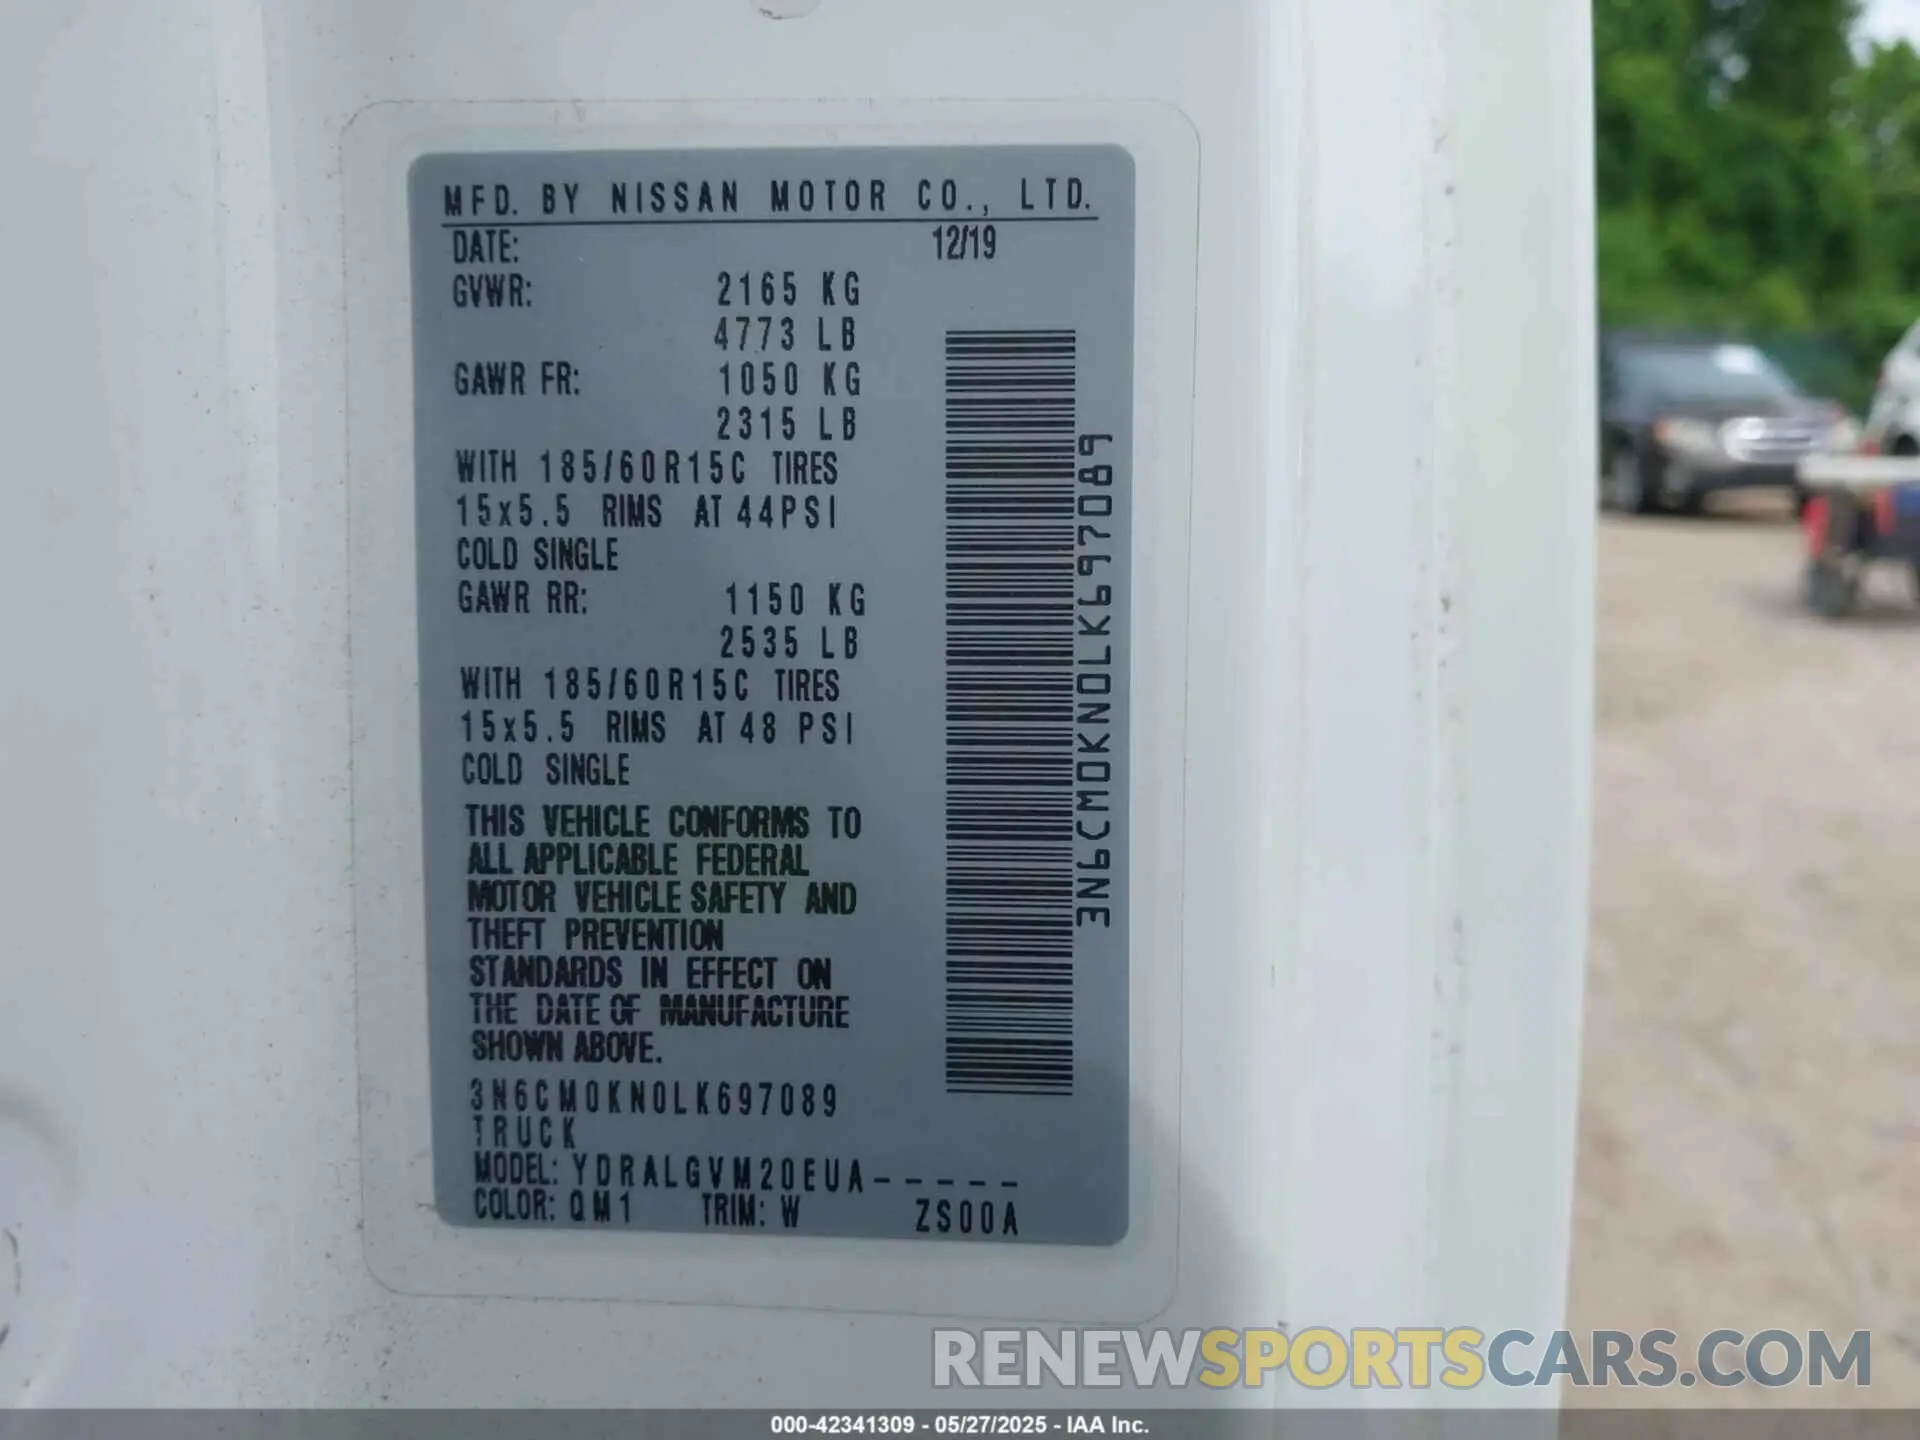 MFD. BY NISSAN MOTOR CO., LTD.
DATE: 12/19
GVWR: 2165 KG
4773 LB
GAWR FR: 1050 KG
2315 LB
WITH 185/60R15C TIRES
15x5.5 RIMS AT 44PSI
COLD SINGLE
GAWR RR: 1150 KG
2535 LB
WITH 185/60R15C TIRES
15x5.5 RIMS AT 48 PSI
COLD SINGLE
THIS VEHICLE CONFORMS TO
ALL APPLICABLE FEDERAL
MOTOR VEHICLE SAFETY AND
THEFT PREVENTION
STANDARDS IN EFFECT ON
THE DATE OF MANUFACTURE
SHOWN ABOVE.
3N6CM0KN0LK697089
TRUCK
MODEL: YDRALGVM20EUA-----
COLOR: QM1 TRIM: W ZS00A
3N6CM0KN0LK697089
RENEWSPORTSCARS.COM
000-42341309 - 05/27/2025 - IAA Inc.